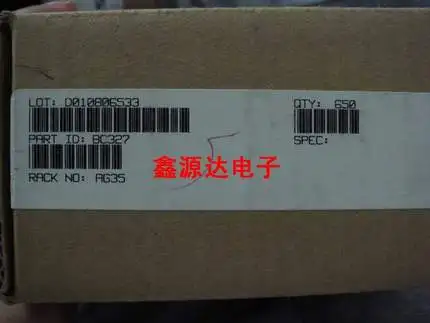 LOT: D010806533
QTY: 650
PART ID: BC327
SPEC:
鑫源达电子
RACK NO: AG35